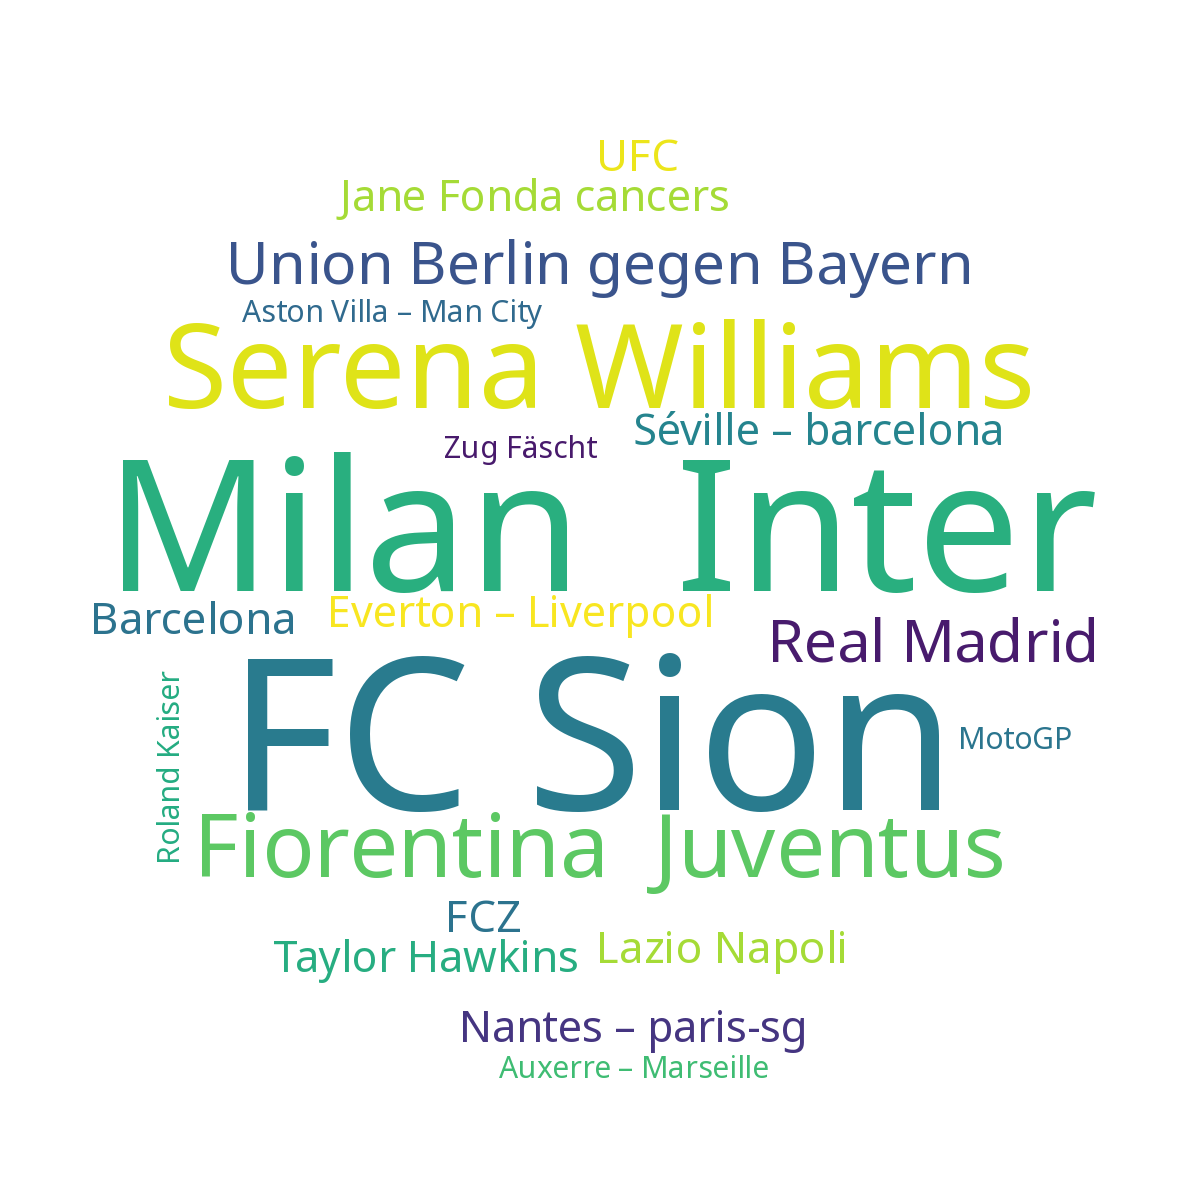 UFC
Jane Fonda cancers
Union Berlin gegen Bayern
Aston Villa – Man City
Serena Williams
Séville – barcelona
Zug Fäscht
Milan Inter
Barcelona
Everton – Liverpool
Real Madrid
FC Sion
MotoGP
Roland Kaiser
Fiorentina Juventus
FCZ
Taylor Hawkins
Lazio Napoli
Nantes – paris-sg
Auxerre – Marseille